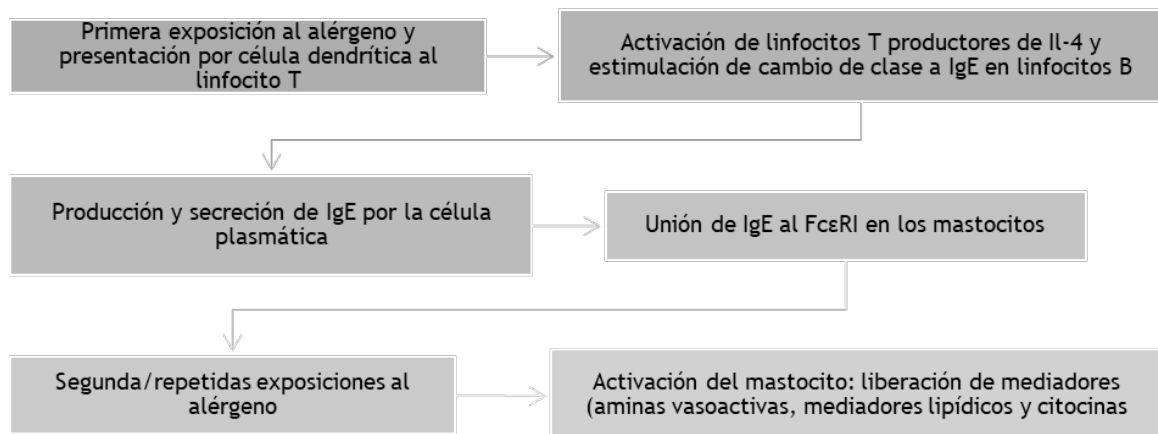 Primera exposición al alérgeno y
presentación por célula dendrítica al
linfocito T
Activación de linfocitos T productores de Il-4 y
estimulación de cambio de clase a IgE en linfocitos B
Producción y secreción de IgE por la célula
plasmática
Unión de IgE al FcεRI en los mastocitos
Segunda/repetidas exposiciones al
alérgeno
Activación del mastocito: liberación de mediadores
(aminas vasoactivas, mediadores lipídicos y citocinas